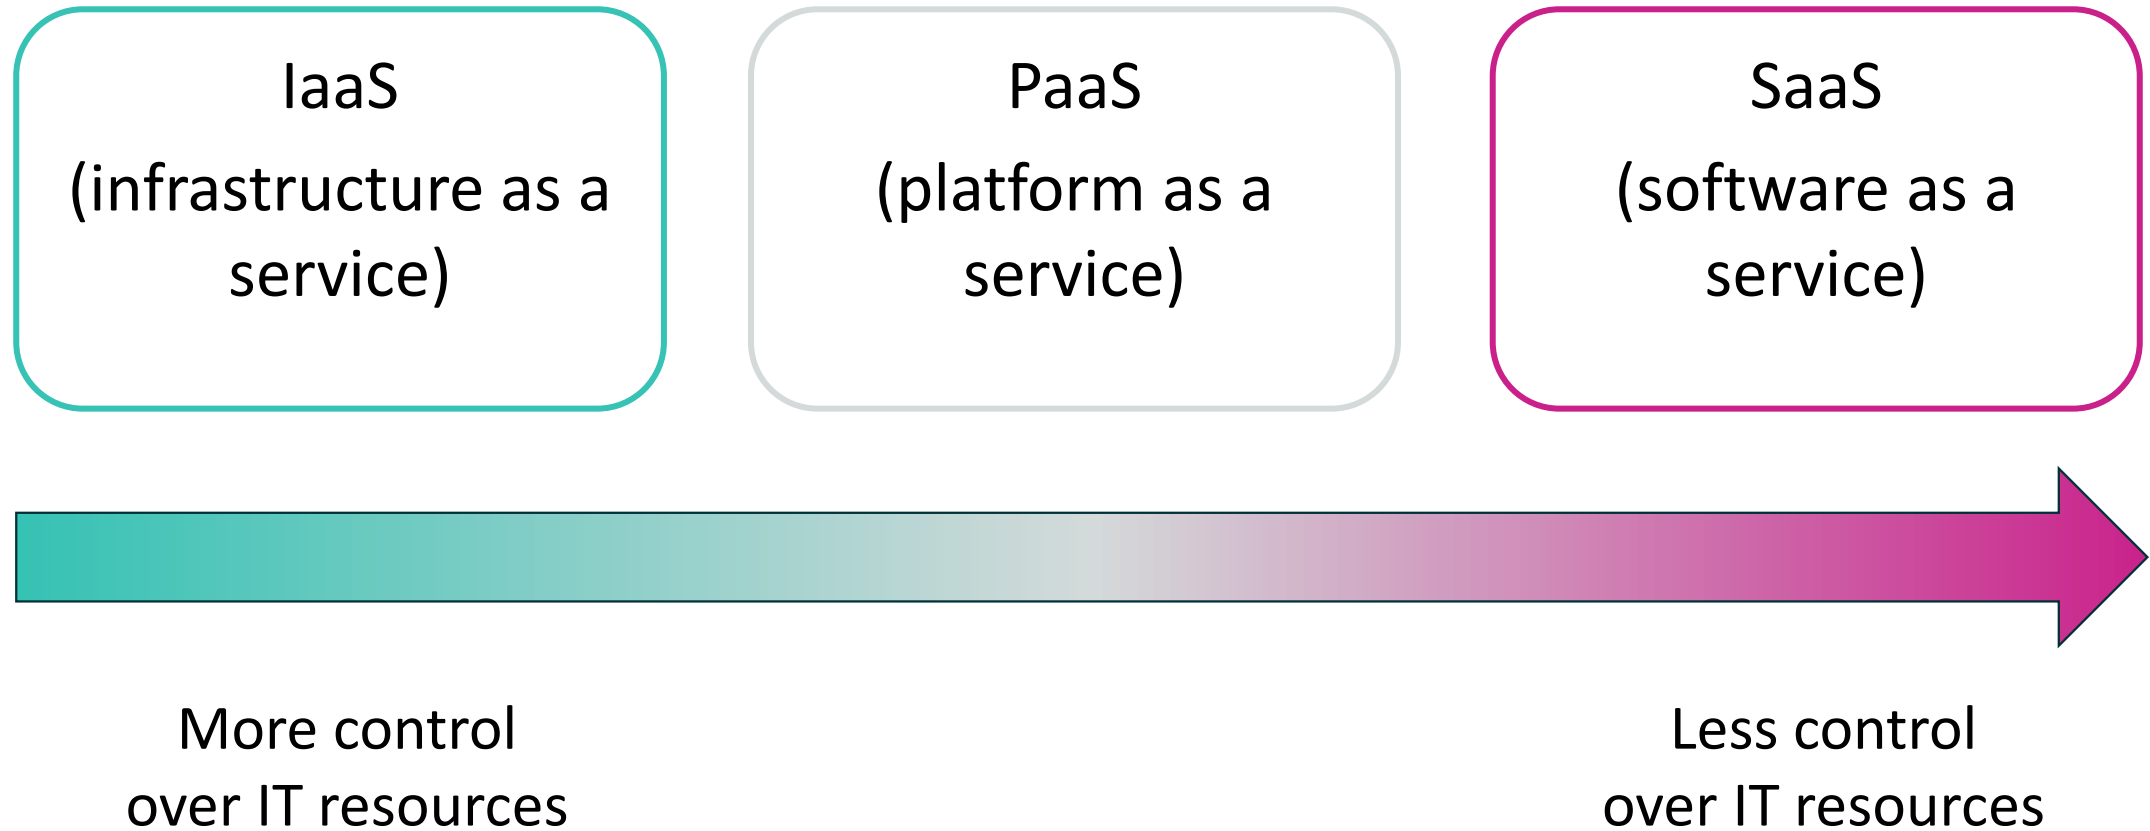 IaaS
(infrastructure as a
service)
PaaS
(platform as a
service)
SaaS
(software as a
service)
More control
over IT resources
Less control
over IT resources